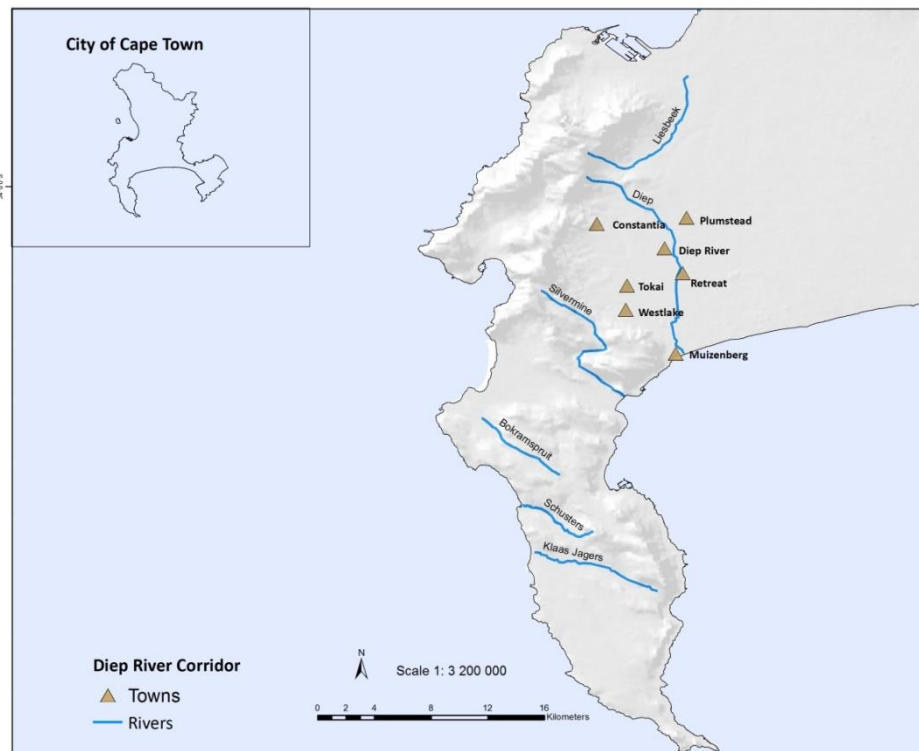 City of Cape Town
Liesbeek
Diep
Constantia
Plumstead
Diep River
Retreat
Tokai
Silvermine
Westlake
Muizenberg
Bokramspruit
Schusters
Klaas Jagers
Diep River Corridor
Towns
Rivers
N
Scale 1: 3 200 000
0 2 4 8 12 16
Kilometers